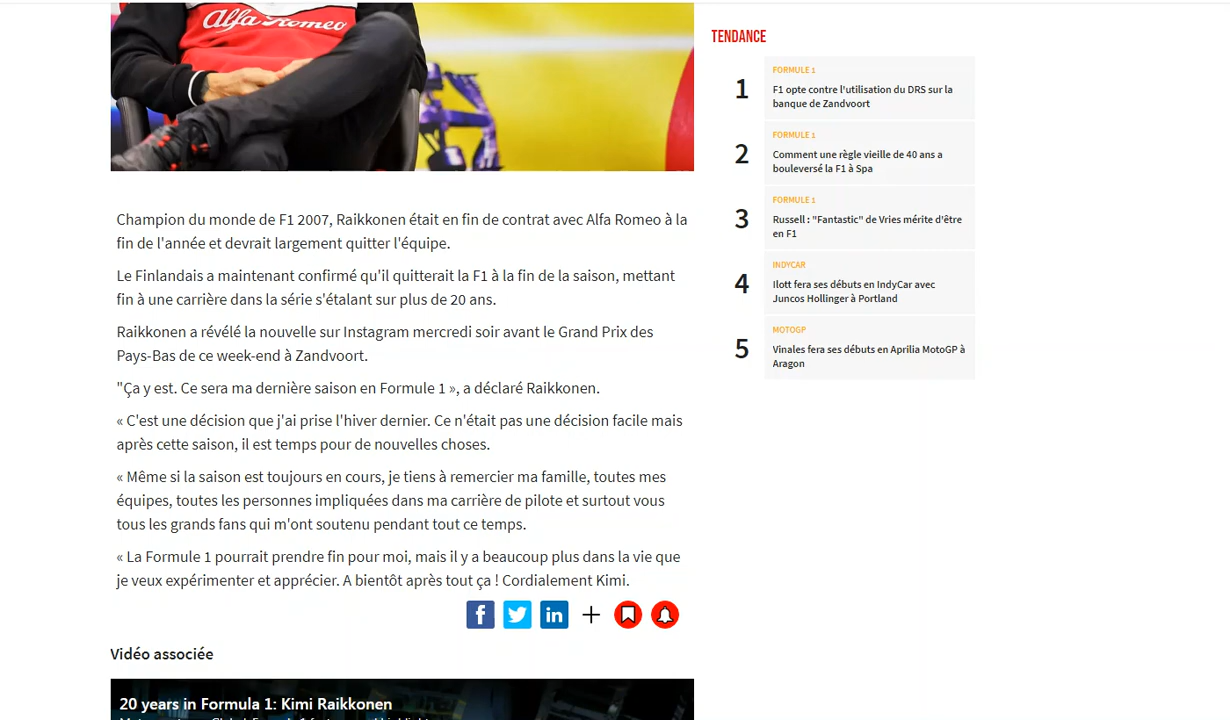 Alfa Romeo
Champion du monde de F1 2007, Raikkonen était en fin de contrat avec Alfa Romeo à la
fin de l'année et devrait largement quitter l'équipe.
Le Finlandais a maintenant confirmé qu'il quitterait la F1 à la fin de la saison, mettant
fin à une carrière dans la série s'étalant sur plus de 20 ans.
Raikkonen a révélé la nouvelle sur Instagram mercredi soir avant le Grand Prix des
Pays-Bas de ce week-end à Zandvoort.
"Ça y est. Ce sera ma dernière saison en Formule 1 », a déclaré Raikkonen.
« C'est une décision que j'ai prise l'hiver dernier. Ce n'était pas une décision facile mais
après cette saison, il est temps pour de nouvelles choses.
« Même si la saison est toujours en cours, je tiens à remercier ma famille, toutes mes
équipes, toutes les personnes impliquées dans ma carrière de pilote et surtout vous
tous les grands fans qui m'ont soutenu pendant tout ce temps.
« La Formule 1 pourrait prendre fin pour moi, mais il y a beaucoup plus dans la vie que
je veux expérimenter et apprécier. A bientôt après tout ça ! Cordialement Kimi.
Vidéo associée
20 years in Formula 1: Kimi Raikkonen
TENDANCE
1
FORMULE 1
F1 opte contre l'utilisation du DRS sur la
banque de Zandvoort
2
FORMULE 1
Comment une règle vieille de 40 ans a
bouleversé la F1 à Spa
3
FORMULE 1
Russell : "Fantastic" de Vries mérite d'être
en F1
4
INDYCAR
Ilott fera ses débuts en IndyCar avec
Juncos Hollinger à Portland
5
MOTOGP
Vinales fera ses débuts en Aprilia MotoGP à
Aragon